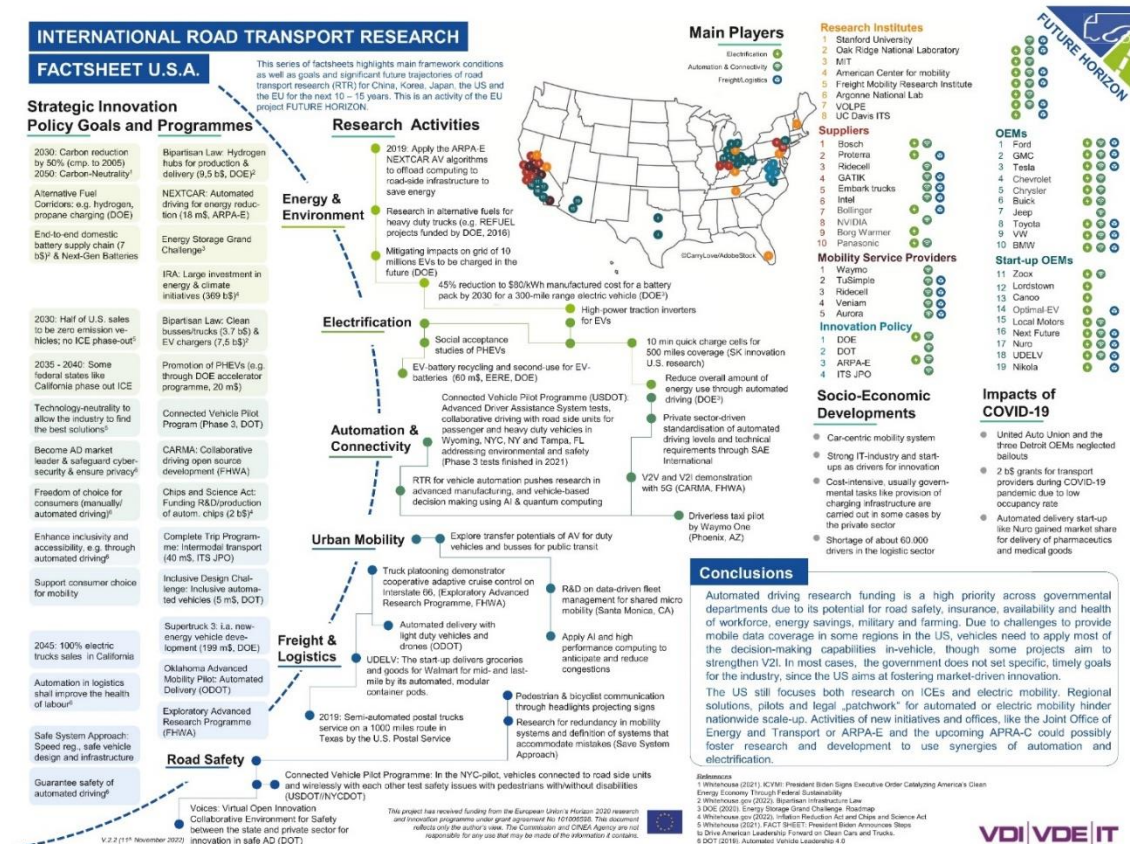 INTERNATIONAL ROAD TRANSPORT RESEARCH
FACTSHEET U.S.A.
This series of factsheets highlights main framework conditions
as well as goals and significant future trajectories of road
transport research (RTR) for China, Korea, Japan, the US and
the EU for the next 10 – 15 years. This is an activity of the EU
project FUTURE HORIZON.
Strategic Innovation
Policy Goals and Programmes
2030: Carbon reduction
by 50% (cmp. to 2005)
2050: Carbon-Neutrality¹
Alternative Fuel
Corridors: e.g. hydrogen,
propane charging (DOE)
End-to-end domestic
battery supply chain (7
b$)² & Next-Gen Batteries
2030: Half of U.S. sales
to be zero emission ve-
hicles; no ICE phase-out⁵
2035 - 2040: Some
federal states like
California phase out ICE
Technology-neutrality to
allow the industry to find
the best solutions⁵
Become AD market
leader & safeguard cyber-
security & ensure privacy⁶
Freedom of choice for
consumers (manually/
automated driving)⁶
Enhance inclusivity and
accessibility, e.g. through
automated driving⁶
Support consumer choice
for mobility
2045: 100% electric
trucks sales in California
Automation in logistics
shall improve the health
of labour⁶
Safe System Approach:
Speed reg., safe vehicle
design and infrastructure
Guarantee safety of
automated driving⁶
Bipartisan Law: Hydrogen
hubs for production &
delivery (9,5 b$, DOE)²
NEXTCAR: Automated
driving for energy reduc-
tion (18 m$, ARPA-E)
Energy Storage Grand
Challenge³
IRA: Large investment in
energy & climate
initiatives (369 b$)⁴
Bipartisan Law: Clean
busses/trucks (3.7 b$) &
EV chargers (7,5 b$)²
Promotion of PHEVs (e.g.
through DOE accelerator
programme, 20 m$)
Connected Vehicle Pilot
Program (Phase 3, DOT)
CARMA: Collaborative
driving open source
development (FHWA)
Chips and Science Act:
Funding R&D/production
of autom. chips (2 b$)⁴
Complete Trip Program-
me: Intermodal transport
(40 m$, ITS JPO)
Inclusive Design Chal-
lenge: Inclusive automa-
ted vehicles (5 m$, DOT)
Supertruck 3: i.a. new-
energy vehicle deve-
lopment (199 m$, DOE)
Oklahoma Advanced
Mobility Pilot: Automated
Delivery (ODOT)
Exploratory Advanced
Research Programme
(FHWA)
Research Activities
Energy &
Environment
2019: Apply the ARPA-E
NEXTCAR AV algorithms
to offload computing to
road-side infrastructure to
save energy
Research in alternative fuels for
heavy duty trucks (e.g. REFUEL
projects funded by DOE, 2016)
Mitigating impacts on grid of 10
millions EVs to be charged in the
future (DOE)
45% reduction to $80/kWh manufactured cost for a battery
pack by 2030 for a 300-mile range electric vehicle (DOE³)
Electrification
High-power traction inverters
for EVs
Social acceptance
studies of PHEVs
10 min quick charge cells for
500 miles coverage (SK innovation
U.S. research)
EV-battery recycling and second-use for EV-
batteries (60 m$, EERE, DOE)
Reduce overall amount of
energy use through automated
driving (DOE³)
Automation &
Connectivity
Connected Vehicle Pilot Programme (USDOT):
Advanced Driver Assistance System tests,
collaborative driving with road side units for
passenger and heavy duty vehicles in
Wyoming, NYC, NY and Tampa, FL
addressing environmental and safety
(Phase 3 tests finished in 2021)
Private sector-driven
standardisation of automated
driving levels and technical
requirements through SAE
International
RTR for vehicle automation pushes research in
advanced manufacturing, and vehicle-based
decision making using AI & quantum computing
V2V and V2I demonstration
with 5G (CARMA, FHWA)
Driverless taxi pilot
by Waymo One
(Phoenix, AZ)
Urban Mobility
Explore transfer potentials of AV for duty
vehicles and busses for public transit
R&D on data-driven fleet
management for shared micro
mobility (Santa Monica, CA)
Apply AI and high
performance computing to
anticipate and reduce
congestions
Freight &
Logistics
Truck platooning demonstrator
cooperative adaptive cruise control on
Interstate 66, (Exploratory Advanced
Research Programme, FHWA)
Automated delivery with
light duty vehicles and
drones (ODOT)
UDELV: The start-up delivers groceries
and goods for Walmart for mid- and last-
mile by its automated, modular
container pods.
2019: Semi-automated postal trucks
service on a 1000 miles route in
Texas by the U.S. Postal Service
Road Safety
Pedestrian & bicyclist communication
through headlights projecting signs
Research for redundancy in mobility
systems and definition of systems that
accommodate mistakes (Save System
Approach)
Connected Vehicle Pilot Programme: In the NYC-pilot, vehicles connected to road side units
and wirelessly with each other test safety issues with pedestrians with/without disabilities
(USDOT//NYCDOT)
Voices: Virtual Open Innovation
Collaborative Environment for Safety
between the state and private sector for
innovation in safe AD (DOT)
V.2.2 (11th November 2022)
This project has received funding from the European Union's Horizon 2020 research
and innovation programme under grant agreement No 101006598. This document
reflects only the author's view. The Commission and CINEA Agency are not
responsible for any use that may be made of the information it contains.
Main Players
Electrification
Automation & Connectivity
Freight/Logistics
©CarryLove/AdobeStock
Research Institutes
1 Stanford University
2 Oak Ridge National Laboratory
3 MIT
4 American Center for mobility
5 Freight Mobility Research Institute
6 Argonne National Lab
7 VOLPE
8 UC Davis ITS
Suppliers
1 Bosch
2 Proterra
3 Ridecell
4 GATIK
5 Embark trucks
6 Intel
7 Bollinger
8 NVIDIA
9 Borg Warmer
10 Panasonic
Mobility Service Providers
1 Waymo
2 TuSimple
3 Ridecell
4 Veniam
5 Aurora
Innovation Policy
1 DOE
2 DOT
3 ARPA-E
4 ITS JPO
OEMs
1 Ford
2 GMC
3 Tesla
4 Chevrolet
5 Chrysler
6 Buick
7 Jeep
8 Toyota
9 VW
10 BMW
Start-up OEMs
11 Zoox
12 Lordstown
13 Canoo
14 Optimal-EV
15 Local Motors
16 Next Future
17 Nuro
18 UDELV
19 Nikola
FUTURE HORIZON
Socio-Economic
Developments
Car-centric mobility system
Strong IT-industry and start-
ups as drivers for innovation
Cost-intensive, usually govern-
mental tasks like provision of
charging infrastructure are
carried out in some cases by
the private sector
Shortage of about 60.000
drivers in the logistic sector
Impacts of
COVID-19
United Auto Union and the
three Detroit OEMs neglected
bailouts
2 b$ grants for transport
providers during COVID-19
pandemic due to low
occupancy rate
Automated delivery start-up
like Nuro gained market share
for delivery of pharmaceutics
and medical goods
Conclusions
Automated driving research funding is a high priority across governmental
departments due to its potential for road safety, insurance, availability and health
of workforce, energy savings, military and farming. Due to challenges to provide
mobile data coverage in some regions in the US, vehicles need to apply most of
the decision-making capabilities in-vehicle, though some projects aim to
strengthen V2I. In most cases, the government does not set specific, timely goals
for the industry, since the US aims at fostering market-driven innovation.
The US still focuses both research on ICEs and electric mobility. Regional
solutions, pilots and legal „patchwork“ for automated or electric mobility hinder
nationwide scale-up. Activities of new initiatives and offices, like the Joint Office of
Energy and Transport or ARPA-E and the upcoming APRA-C could possibly
foster research and development to use synergies of automation and
electrification.
References
1 Whitehouse (2021), ICYMI: President Biden Signs Executive Order Catalyzing America's Clean
Energy Economy Through Federal Sustainability
2 Whitehouse.gov (2022), Bipartisan Infrastructure Law
3 DOE (2020), Energy Storage Grand Challenge. Roadmap
4 Whitehouse.gov (2022), Inflation Reduction Act and Chips and Science Act
5 Whitehouse (2021), FACT SHEET: President Biden Announces Steps
to Drive American Leadership Forward on Clean Cars and Trucks.
6 DOT (2019), Automated Vehicle Leadership 4.0
VDI|VDE|IT